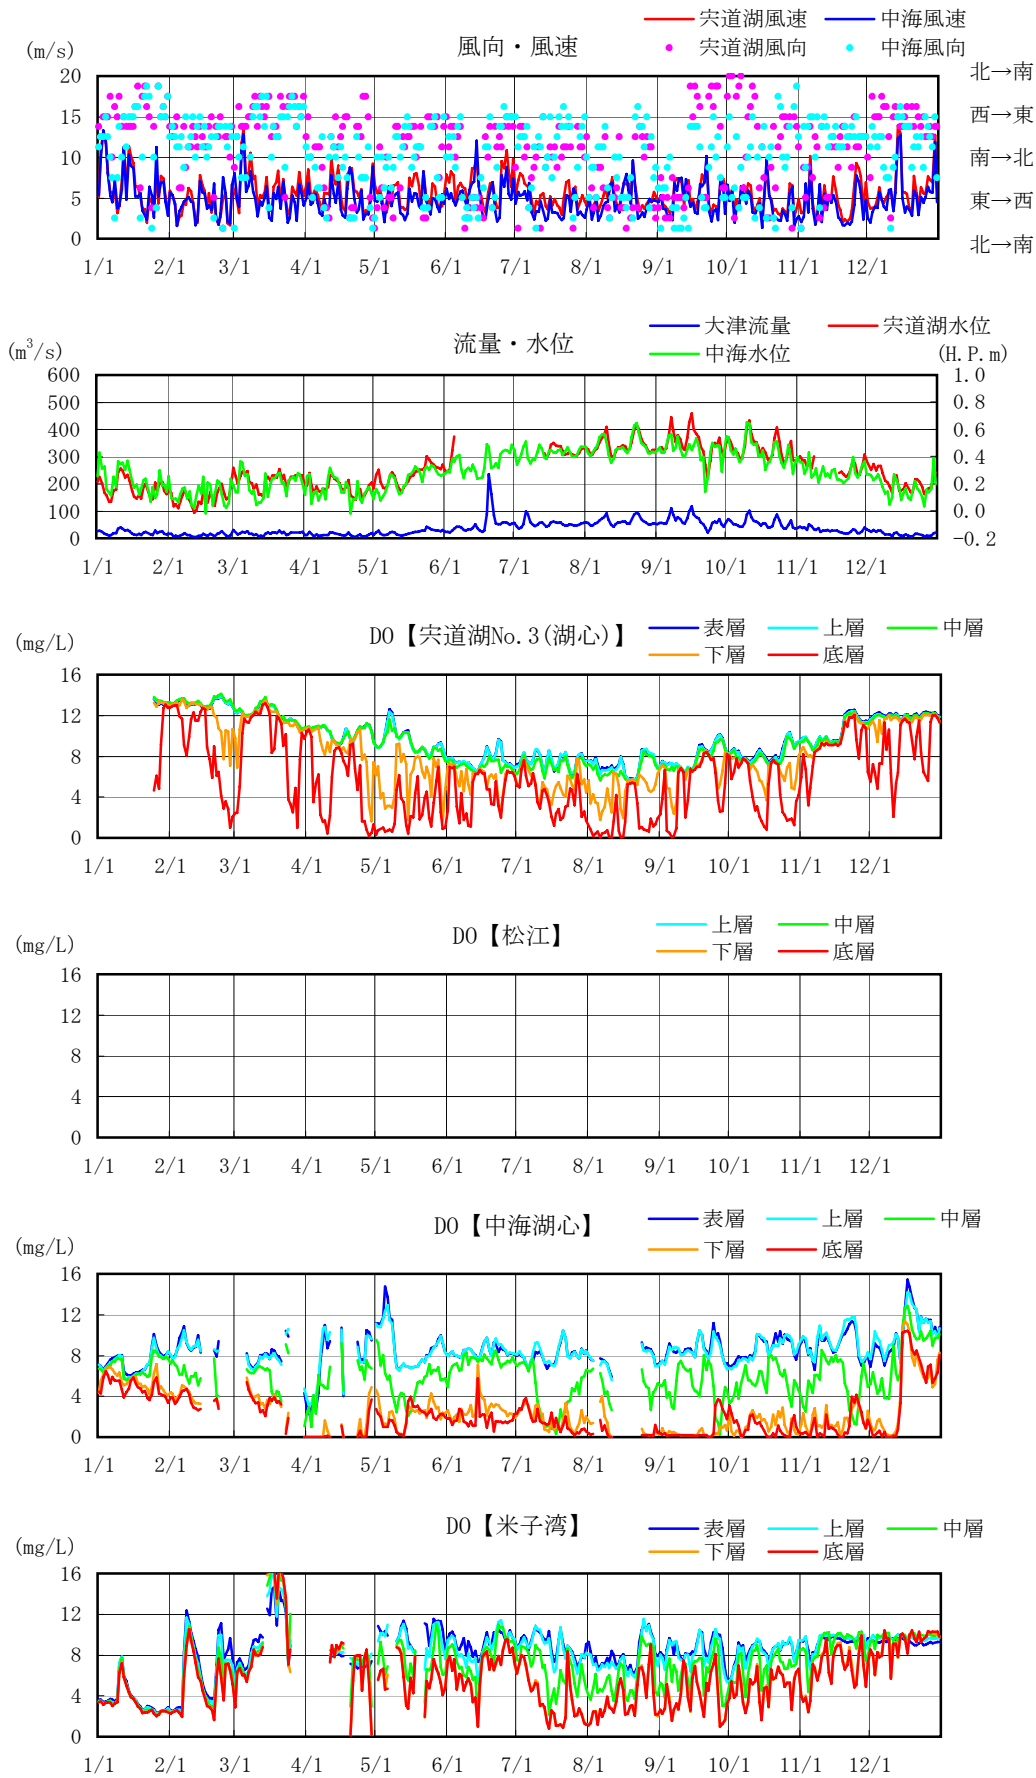 宍道湖風速 中海風速
(m/s) 風向・風速 宍道湖風向 中海風向
20 北→南
15 西→東
10 南→北
5 東→西
0 北→南
1/1 2/1 3/1 4/1 5/1 6/1 7/1 8/1 9/1 10/1 11/1 12/1
大津流量 宍道湖水位
(m³/s) 流量・水位 中海水位 (H.P.m)
600 1.0
500 0.8
400 0.6
300 0.4
200 0.2
100 0.0
0 -0.2
1/1 2/1 3/1 4/1 5/1 6/1 7/1 8/1 9/1 10/1 11/1 12/1
(mg/L) DO【宍道湖No.3(湖心)】 表層 上層 中層
下層 底層
16
12
8
4
0
1/1 2/1 3/1 4/1 5/1 6/1 7/1 8/1 9/1 10/1 11/1 12/1
(mg/L) DO【松江】 上層 中層
下層 底層
16
12
8
4
0
1/1 2/1 3/1 4/1 5/1 6/1 7/1 8/1 9/1 10/1 11/1 12/1
(mg/L) DO【中海湖心】 表層 上層 中層
下層 底層
16
12
8
4
0
1/1 2/1 3/1 4/1 5/1 6/1 7/1 8/1 9/1 10/1 11/1 12/1
(mg/L) DO【米子湾】 表層 上層 中層
下層 底層
16
12
8
4
0
1/1 2/1 3/1 4/1 5/1 6/1 7/1 8/1 9/1 10/1 11/1 12/1